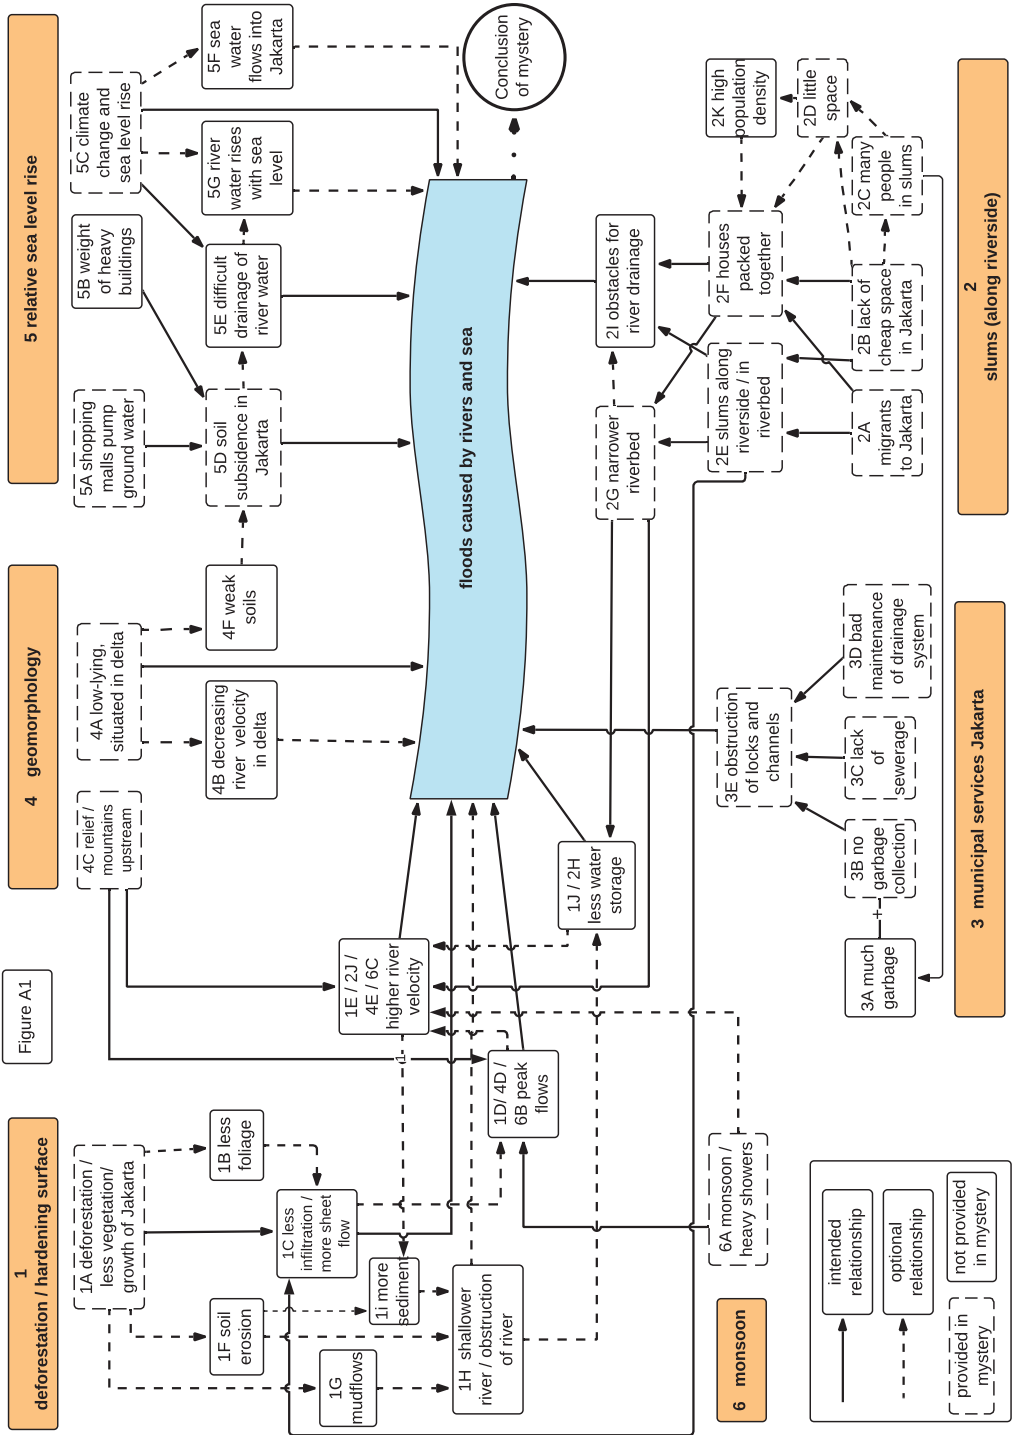 Figure A1
1
deforestation / hardening surface
4 geomorphology
5 relative sea level rise
1A deforestation /
less vegetation/
growth of Jakarta
4C relief /
mountains
upstream
4A low-lying,
situated in delta
5A shopping
malls pump
ground water
5B weight
of heavy
buildings
5C climate
change and
sea level rise
1F soil
erosion
1B less
foliage
4B decreasing
river velocity
in delta
4F weak
soils
5D soil
subsidence in
Jakarta
5E difficult
drainage of
river water
5G river
water rises
with sea
level
5F sea
water
flows into
Jakarta
1G
mudflows
1C less
infiltration /
more sheet
flow
1i more
sediment
1E / 2J /
4E / 6C
higher river
velocity
1
1H shallower
river / obstruction
of river
1D/ 4D /
6B peak
flows
floods caused by rivers and sea
Conclusion
of mystery
1J / 2H
less water
storage
2G narrower
riverbed
2I obstacles for
river drainage
6A monsoon /
heavy showers
3E obstruction
of locks and
channels
2E slums along
riverside / in
riverbed
2F houses
packed
together
2K high
population
density
2D little
space
3A much
garbage
+
3B no
garbage
collection
3C lack
of
sewerage
3D bad
maintenance
of drainage
system
2A
migrants
to Jakarta
2B lack of
cheap space
in Jakarta
2C many
people
in slums
6 monsoon
3 municipal services Jakarta
2
slums (along riverside)
intended
relationship
optional
relationship
provided in
mystery
not provided
in mystery